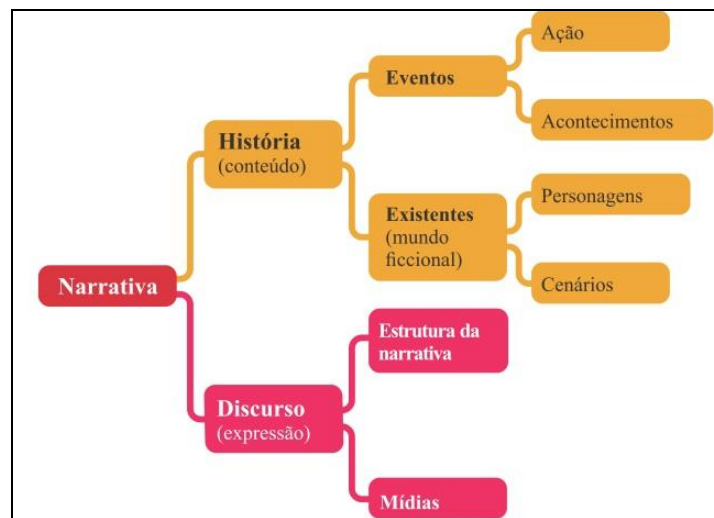 Narrativa
História
(conteúdo)
Eventos
Ação
Acontecimentos
Existentes
(mundo
ficcional)
Personagens
Cenários
Discurso
(expressão)
Estrutura da
narrativa
Mídias